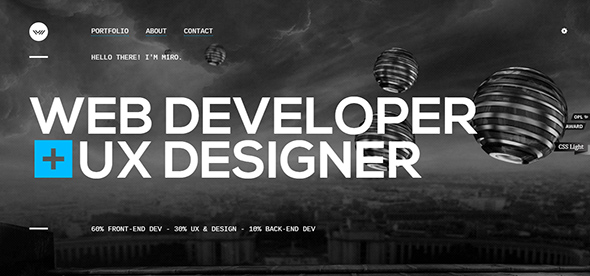 PORTFOLIO ABOUT CONTACT
HELLO THERE! I'M MIRO.
WEB DEVELOPER
+ UX DESIGNER
DPL
AWARD
CSS Light
60% FRONT-END DEV - 30% UX & DESIGN - 10% BACK-END DEV